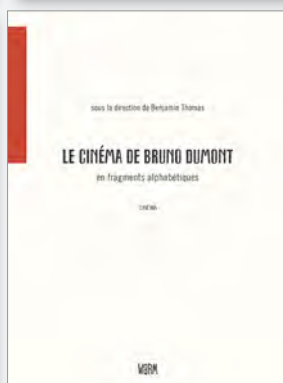 sous la direction de Benjamin Thomas
LE CINÉMA DE BRUNO DUMONT
en fragments alphabétiques
CINÉMA
WARM